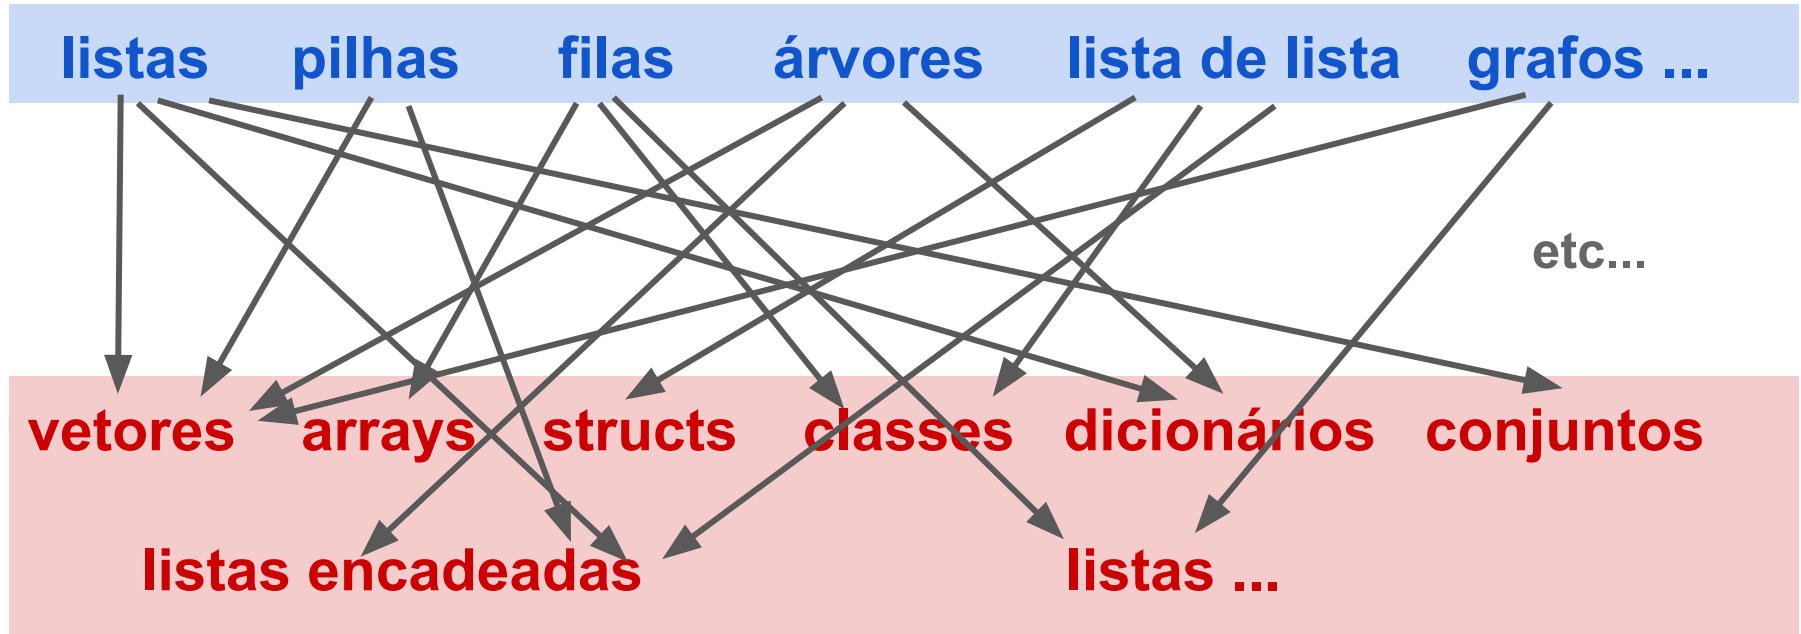 listas pilhas filas árvores lista de lista grafos ...
etc...
vetores arrays structs classes dicionários conjuntos
listas encadeadas listas ...